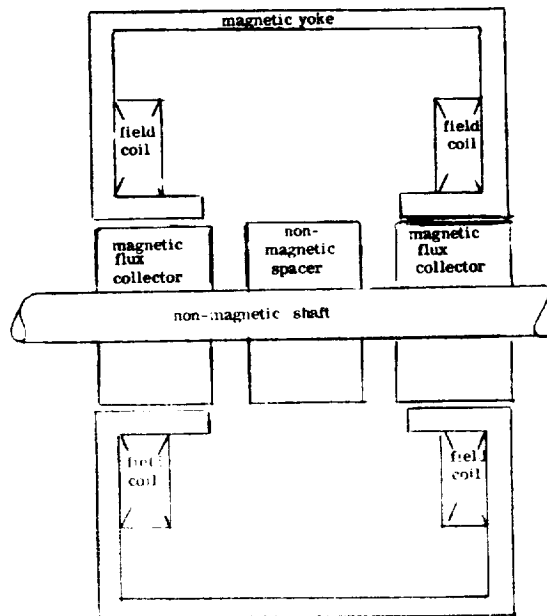 magnetic yoke
field
coil
field
coil
magnetic
flux
collector
non-
magnetic
spacer
magnetic
flux
collector
non-magnetic shaft
field
coil
field
coil